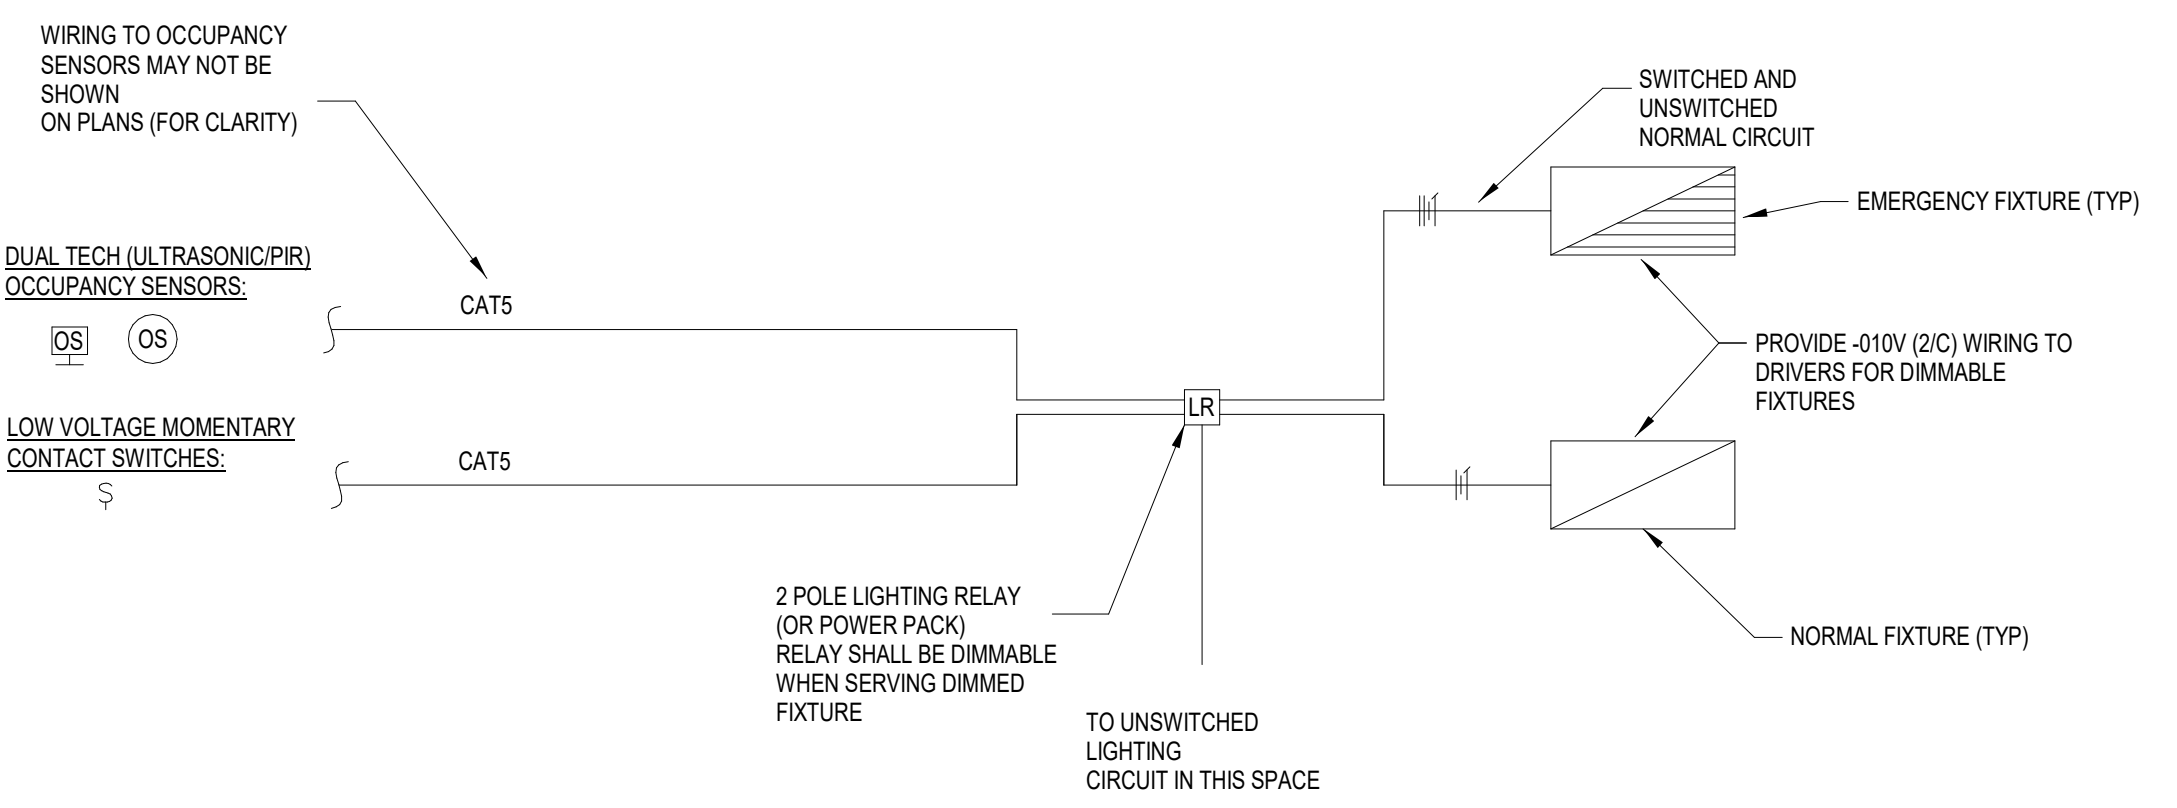 WIRING TO OCCUPANCY
SENSORS MAY NOT BE
SHOWN
ON PLANS (FOR CLARITY)
SWITCHED AND
UNSWITCHED
NORMAL CIRCUIT
EMERGENCY FIXTURE (TYP)
DUAL TECH (ULTRASONIC/PIR)
OCCUPANCY SENSORS:
OS
OS
CAT5
PROVIDE -010V (2/C) WIRING TO
DRIVERS FOR DIMMABLE
FIXTURES
LR
LOW VOLTAGE MOMENTARY
CONTACT SWITCHES:
$
CAT5
2 POLE LIGHTING RELAY
(OR POWER PACK)
RELAY SHALL BE DIMMABLE
WHEN SERVING DIMMED
FIXTURE
NORMAL FIXTURE (TYP)
TO UNSWITCHED
LIGHTING
CIRCUIT IN THIS SPACE